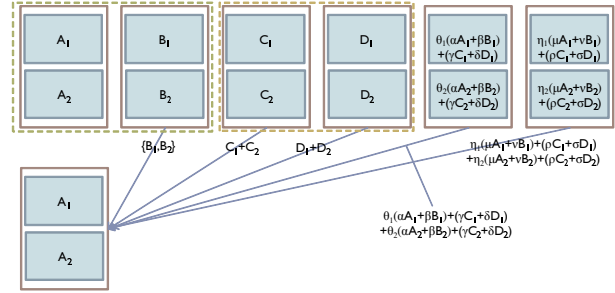 A₁
B₁
C₁
D₁
θ₁(αA₁+βB₁)
+(γC₁+δD₁)
η₁(μA₁+νB₁)
+(ρC₁+σD₁)
A₂
B₂
C₂
D₂
θ₂(αA₂+βB₂)
+(γC₂+δD₂)
η₂(μA₂+νB₂)
+(ρC₂+σD₂)
{B₁,B₂}
C₁+C₂
D₁+D₂
η₁(μA₁+νB₁)+(ρC₁+σD₁)
+η₂(μA₂+νB₂)+(ρC₂+σD₂)
A₁
A₂
θ₁(αA₁+βB₁)+(γC₁+δD₁)
+θ₂(αA₂+βB₂)+(γC₂+δD₂)